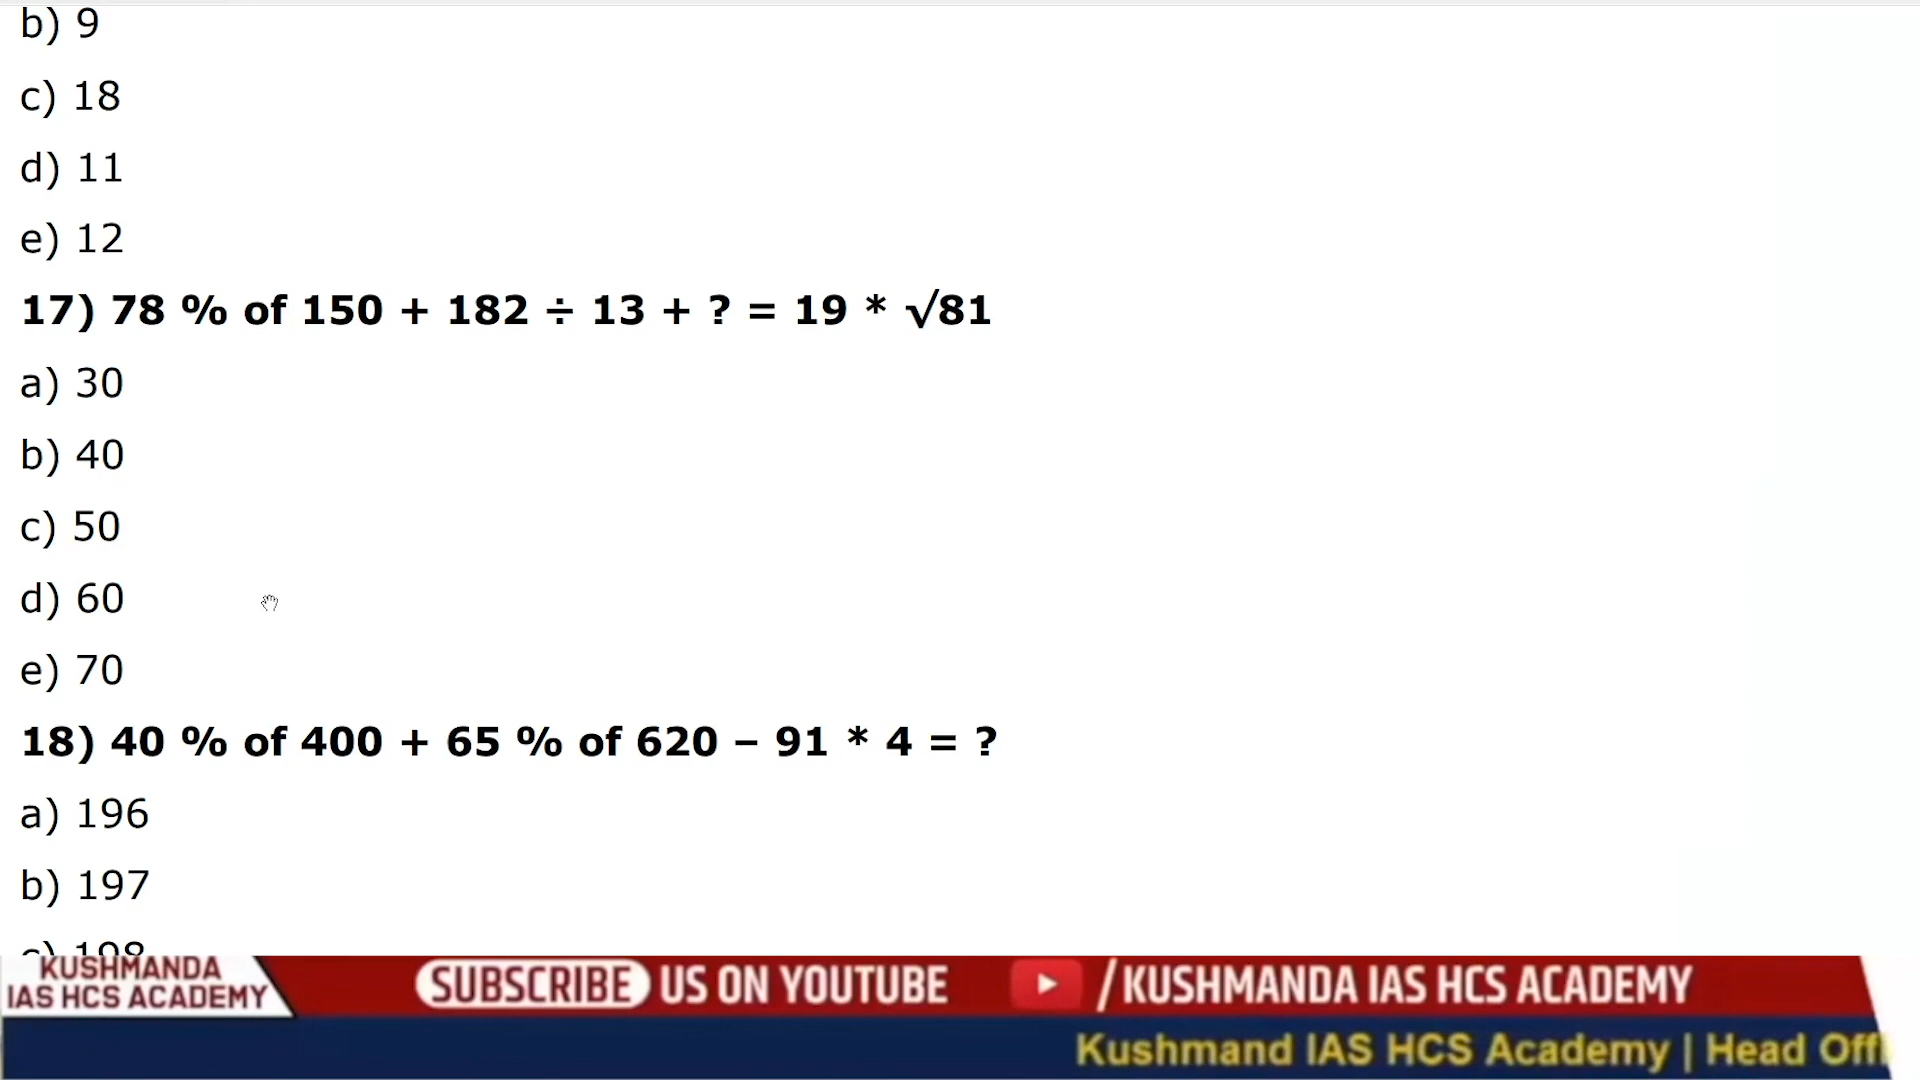 b) 9
c) 18
d) 11
e) 12
17) 78 % of 150 + 182 ÷ 13 + ? = 19 * √81
a) 30
b) 40
c) 50
d) 60
e) 70
18) 40 % of 400 + 65 % of 620 – 91 * 4 = ?
a) 196
b) 197
c) 198
KUSHMANDA
IAS HCS ACADEMY
SUBSCRIBE US ON YOUTUBE /KUSHMANDA IAS HCS ACADEMY
Kushmand IAS HCS Academy | Head Offi